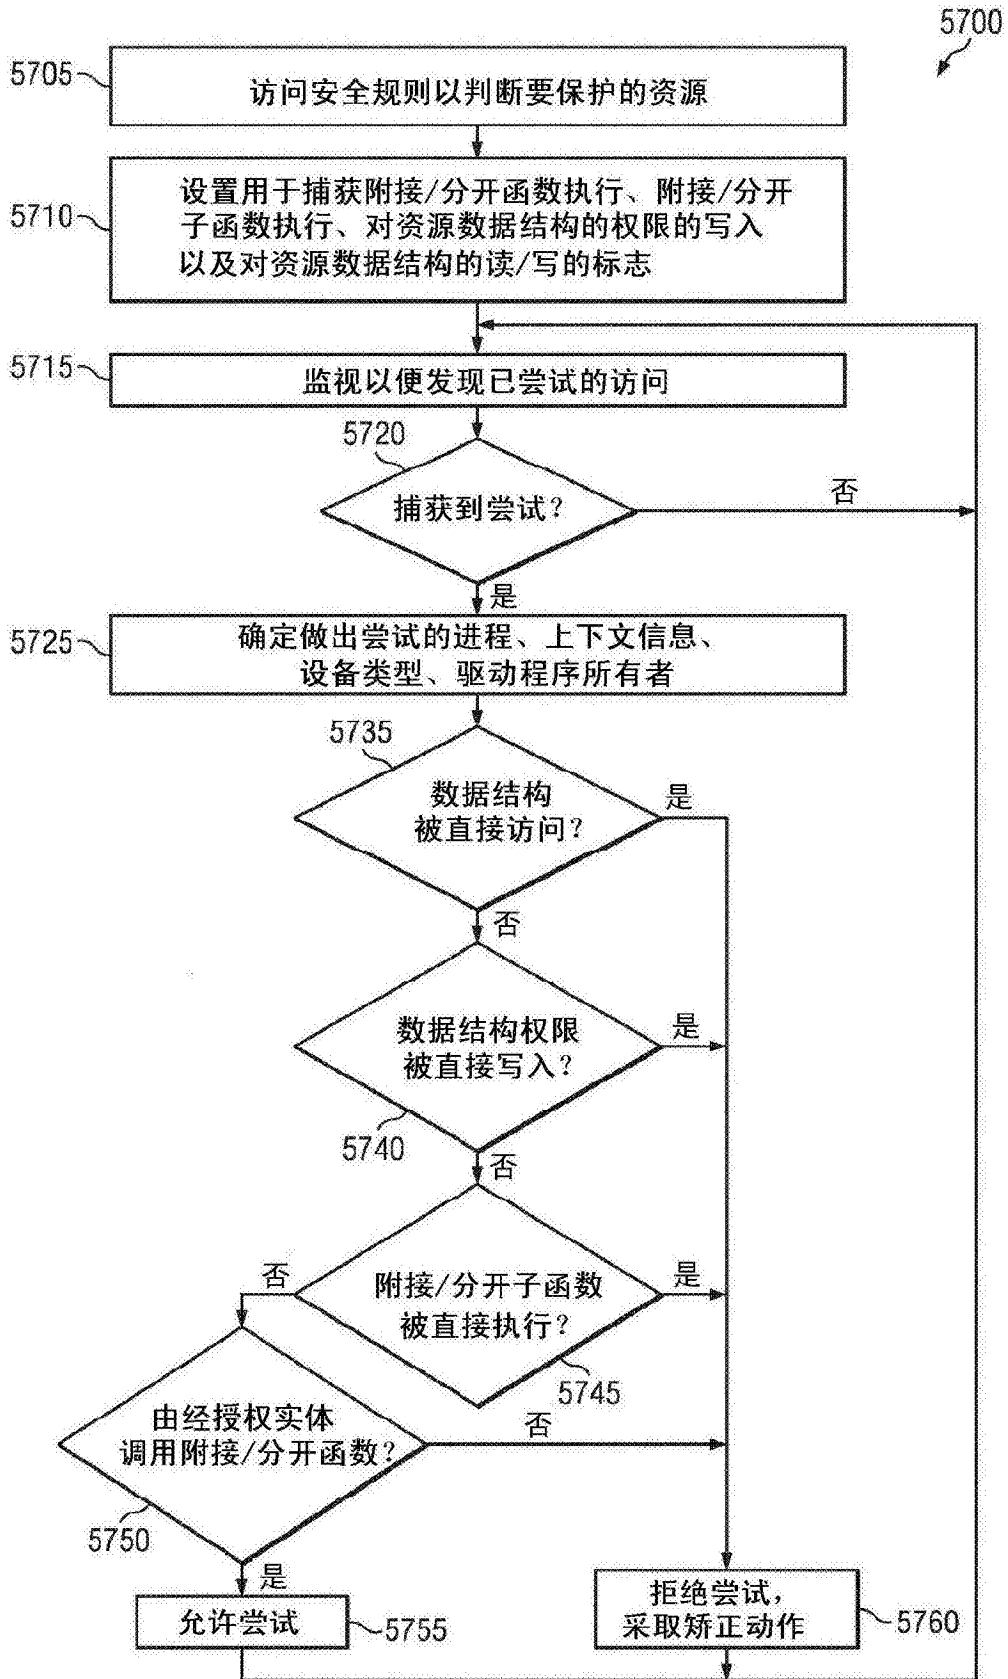 5700
5705
访问安全规则以判断要保护的资源
5710
设置用于捕获附接/分开函数执行、附接/分开
子函数执行、对资源数据结构的权限的写入
以及对资源数据结构的读/写的标志
5715
监视以便发现已尝试的访问
5720
捕获到尝试?
否
是
5725
确定做出尝试的进程、上下文信息、
设备类型、驱动程序所有者
5735
数据结构
被直接访问?
是
否
数据结构权限
被直接写入?
是
5740
否
附接/分开子函数
被直接执行?
是
否
5745
由经授权实体
调用附接/分开函数?
否
5750
是
允许尝试
5755
拒绝尝试,
采取矫正动作
5760